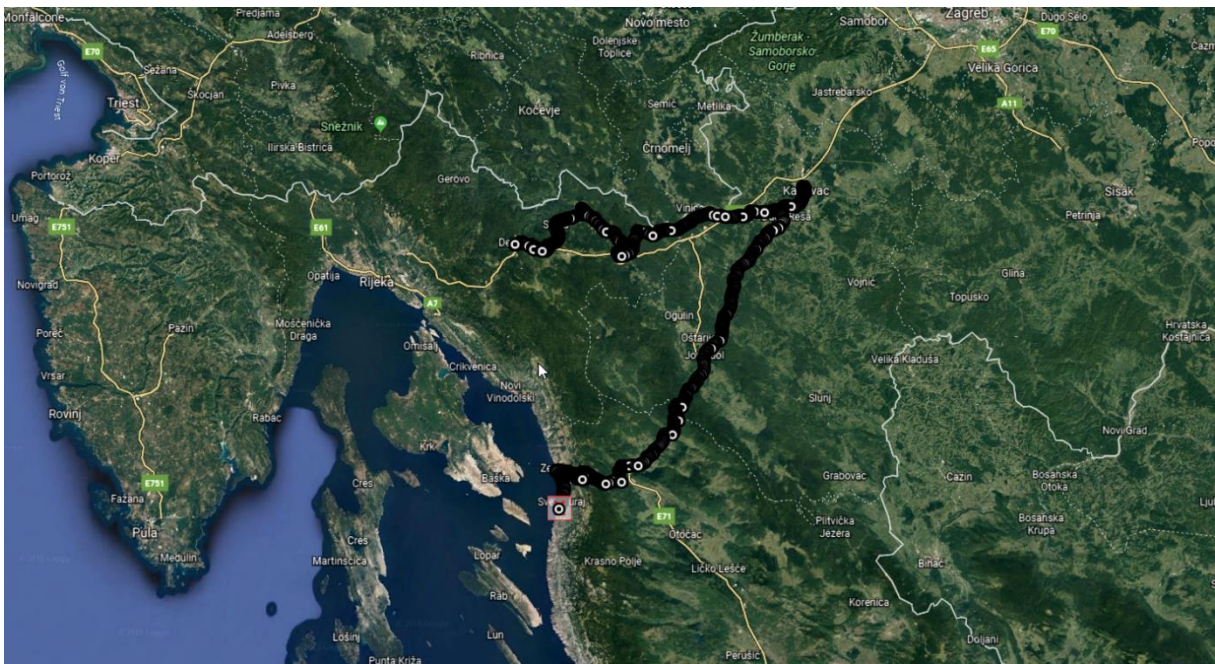 Monfalcone
Predjama
Adelsberg
Novo mesto
Samobor
Zagreb
Dugo Selo
E70
E70
Ribnica
Dolenjske
Toplice
Žumberak -
Samoborsko
Gorje
E65
Sežana
Velika Gorica
Golf von Triest
Škocjan
Pivka
Triest
Kočevje
Semič
Metlika
Jastrebarsko
A11
Snežnik
Koper
Ilirska Bistrica
Črnomelj
Portorož
Gerovo
Sisak
Umag
E751
E61
Petrinja
Opatija
Rijeka
Novigrad
A7
Vojnić
Glina
Topusko
Poreč
Pazin
Mošćenička
Draga
Ogulin
Omišalj
Hrvatska
Kostajnica
Crikvenica
Velika Kladuša
Vrsar
Novi
Vinodolski
Rovinj
Rabac
Slunj
Novi Grad
Krk
E751
Baška
Grabovac
Cazin
Bosanska
Otoka
Fažana
Cres
E71
Pula
Plitvička
Jezera
Bosanska
Krupa
Otočac
Medulin
Cres
Martinšćica
Lopar
Krasno Polje
Ličko Lešće
Bihać
Rab
Korenica
Lošinj
Lun
Doljani
Punta Križa
Perušić